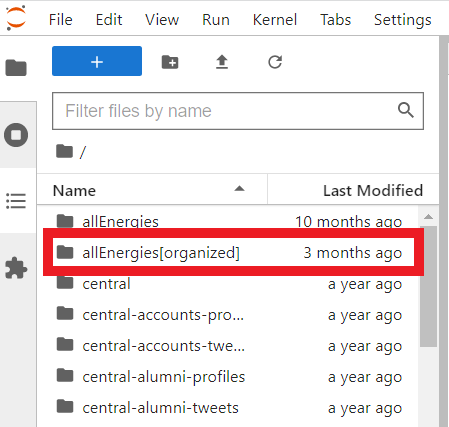 File Edit View Run Kernel Tabs Settings
+
Filter files by name
/
Name Last Modified
allEnergies 10 months ago
allEnergies[organized] 3 months ago
central a year ago
central-accounts-pro... a year ago
central-accounts-twe... a year ago
central-alumni-profiles a year ago
central-alumni-tweets a year ago